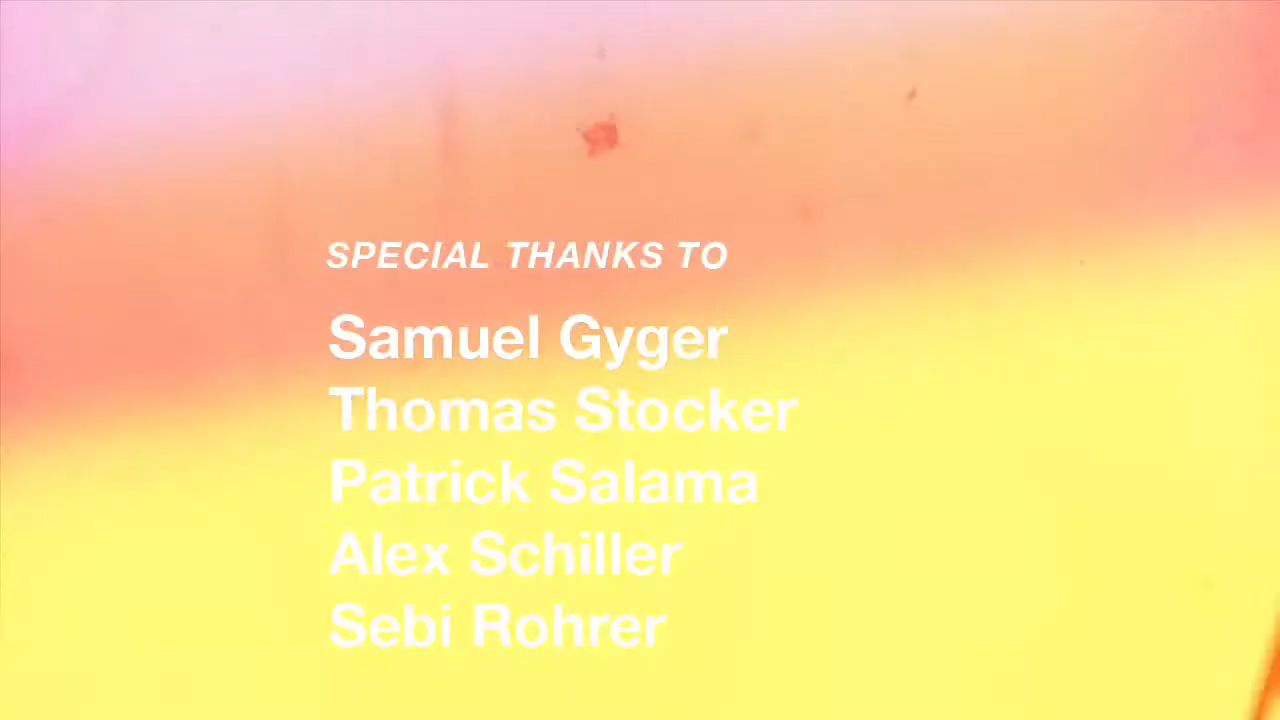 SPECIAL THANKS TO
Samuel Gyger
Thomas Stocker
Patrick Salama
Alex Schiller
Sebi Rohrer